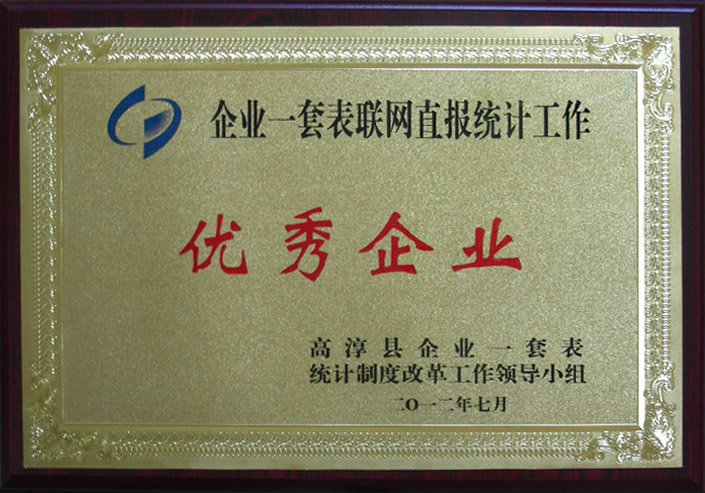 企业一套表联网直报统计工作
优秀企业
高淳县企业一套表
统计制度改革工作领导小组
二〇一二年七月